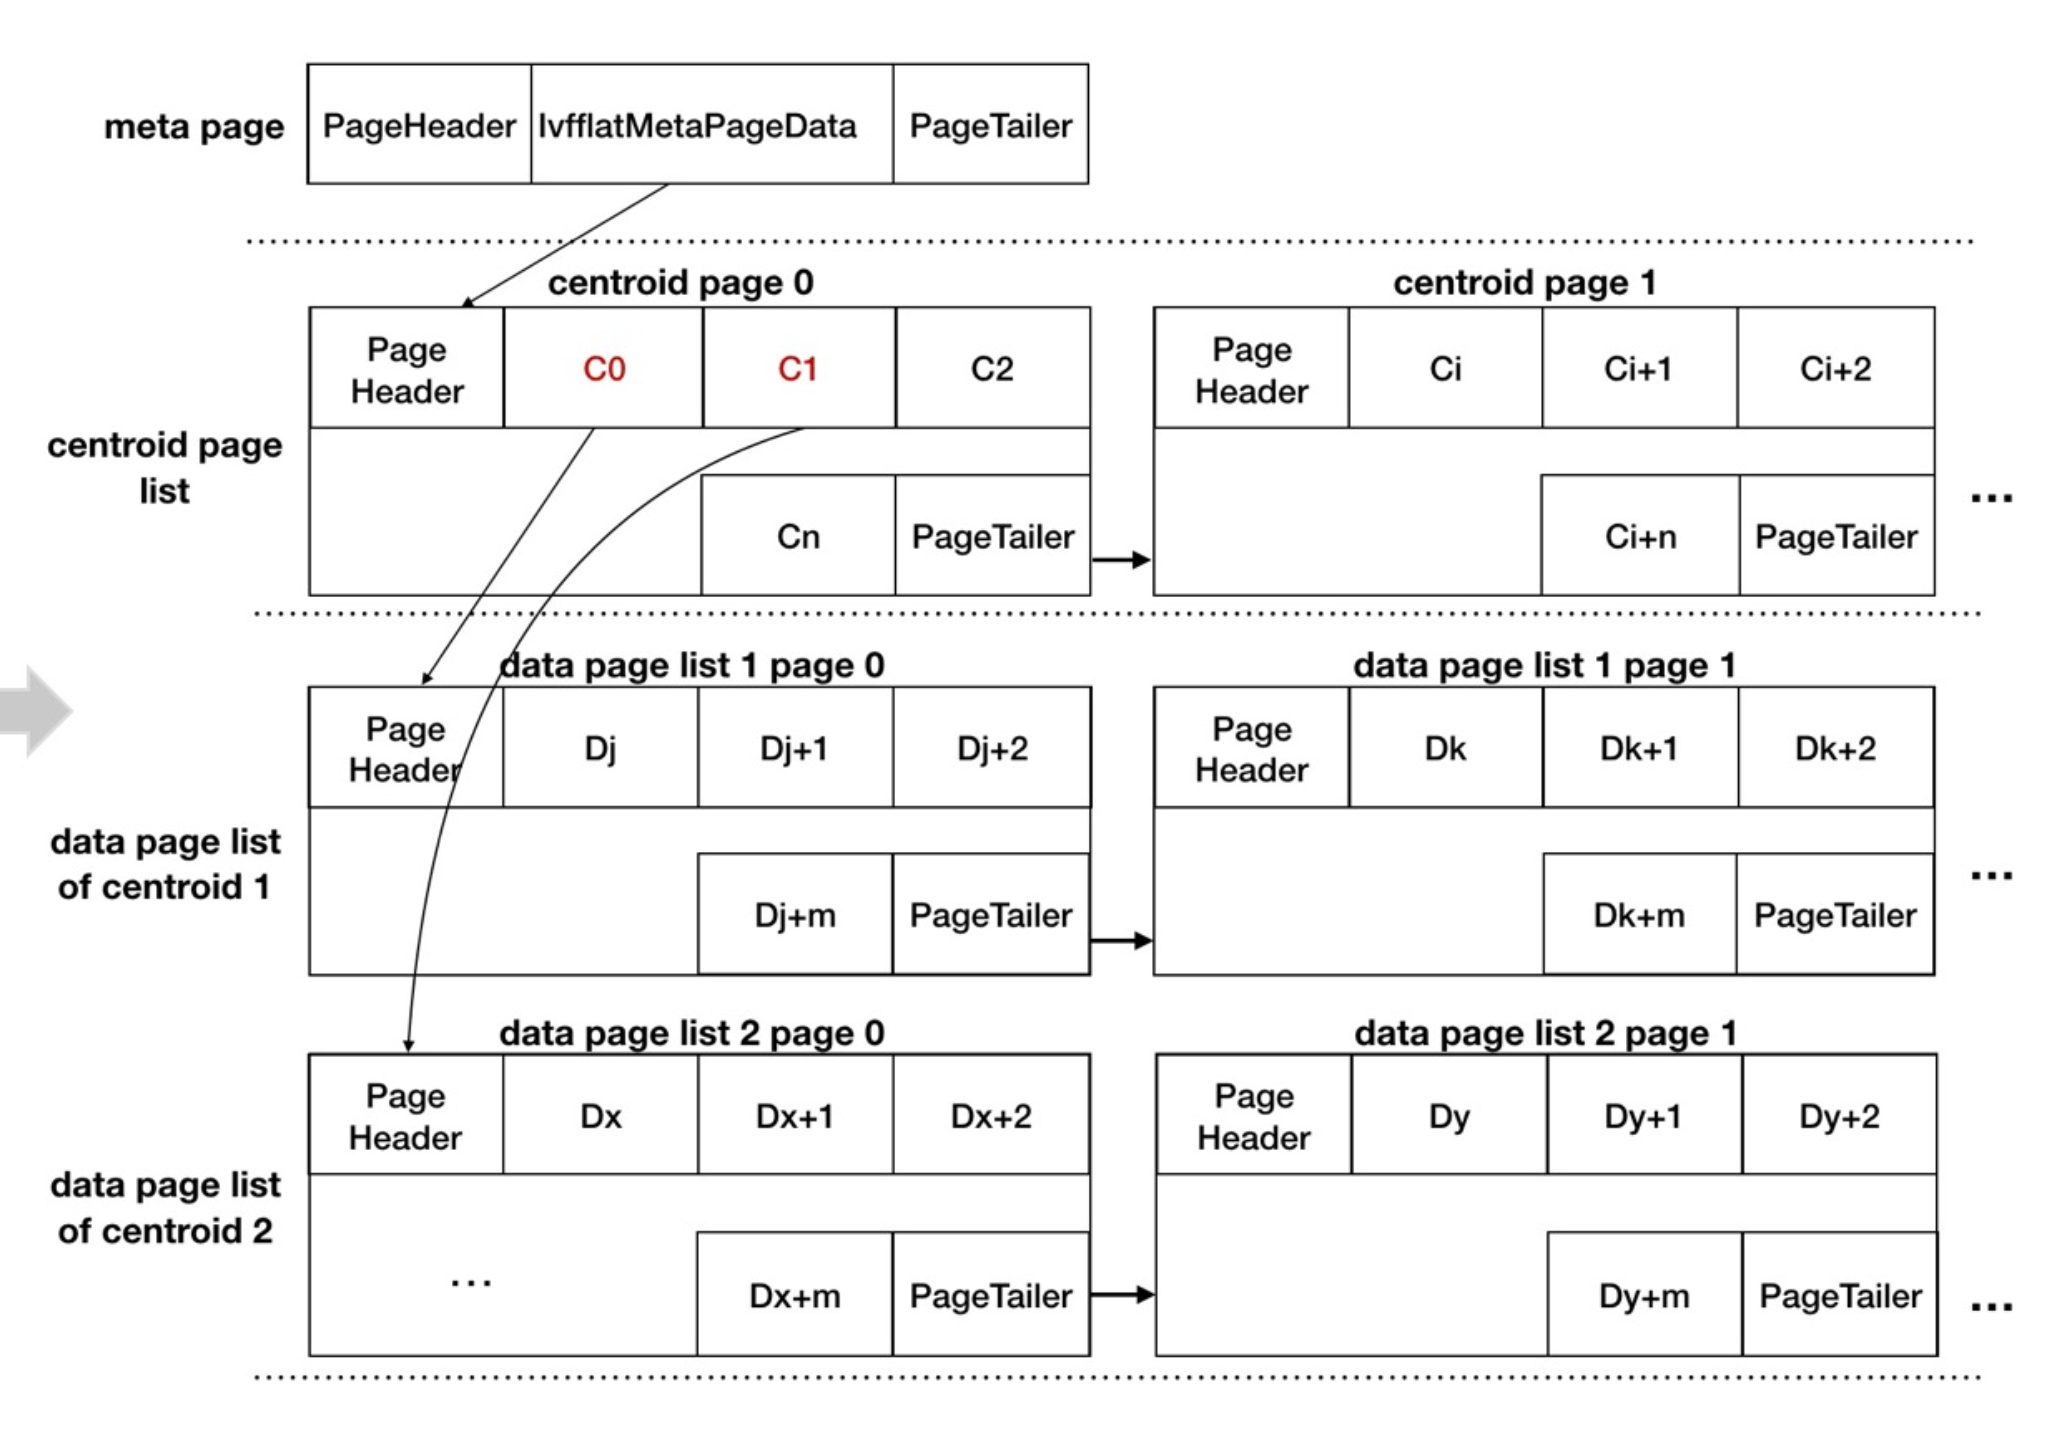 meta page
PageHeader
IvfflatMetaPageData
PageTailer
centroid page 0
centroid page 1
centroid page
list
Page
Header
C0
C1
C2
Cn
PageTailer
Page
Header
Ci
Ci+1
Ci+2
Ci+n
PageTailer
...
data page list 1 page 0
data page list 1 page 1
data page list
of centroid 1
Page
Header
Dj
Dj+1
Dj+2
Dj+m
PageTailer
Page
Header
Dk
Dk+1
Dk+2
Dk+m
PageTailer
...
data page list 2 page 0
data page list 2 page 1
data page list
of centroid 2
Page
Header
Dx
Dx+1
Dx+2
...
Dx+m
PageTailer
Page
Header
Dy
Dy+1
Dy+2
Dy+m
PageTailer
...